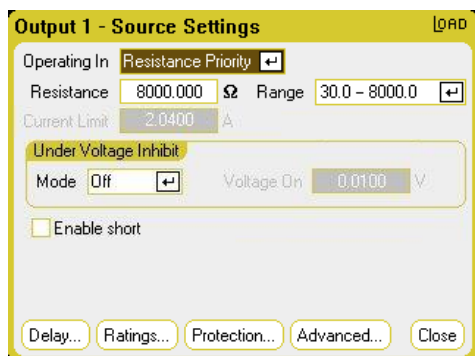 Output 1 - Source Settings LOAD
Operating In Resistance Priority
Resistance 8000.000 Ω Range 30.0 - 8000.0
Current Limit 2.0400 A
Under Voltage Inhibit
Mode Off Voltage On 0.0100 V
Enable short
Delay... Ratings... Protection... Advanced... Close